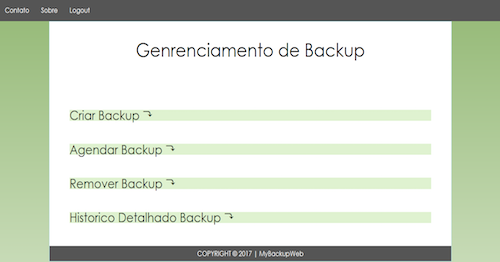 Contato Sobre Logout
Genrenciamento de Backup
Criar Backup ⤵
Agendar Backup ⤵
Remover Backup ⤵
Historico Detalhado Backup ⤵
COPYRIGHT © 2017 | MyBackupWeb